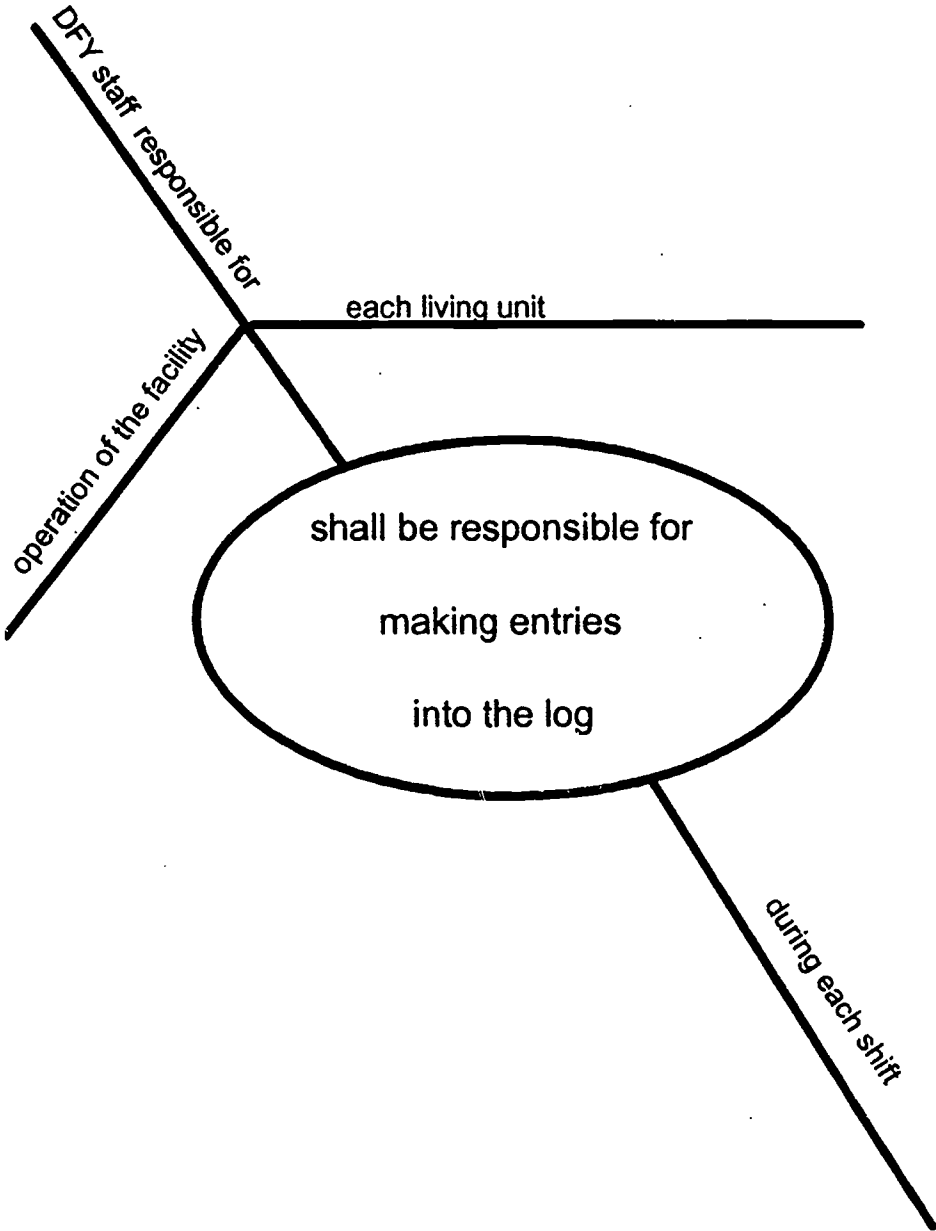 DFY staff responsible for
each living unit
operation of the facility
shall be responsible for
making entries
into the log
during each shift